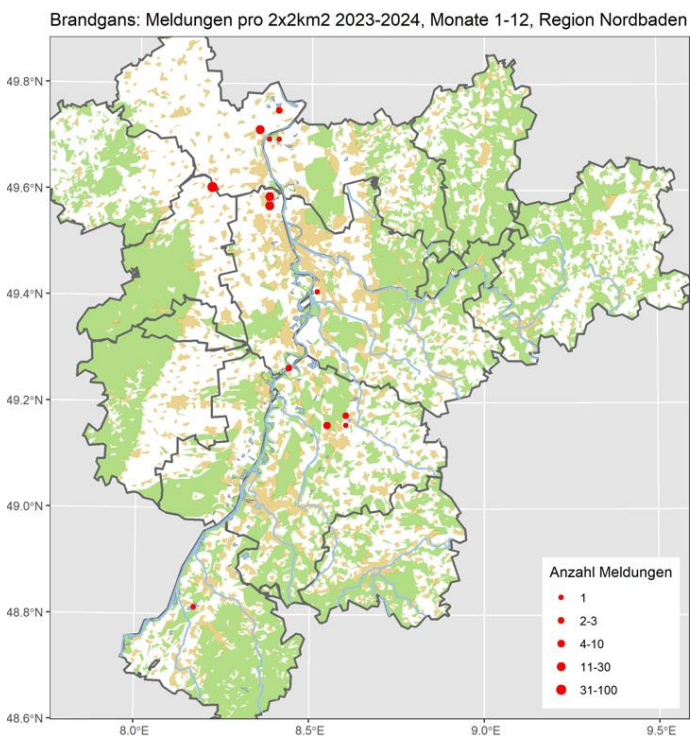 Brandgans: Meldungen pro 2x2km2 2023-2024, Monate 1-12, Region Nordbaden
49.8°N
49.6°N
49.4°N
49.2°N
49.0°N
48.8°N
48.6°N
8.0°E
8.5°E
9.0°E
9.5°E
Anzahl Meldungen
1
2-3
4-10
11-30
31-100